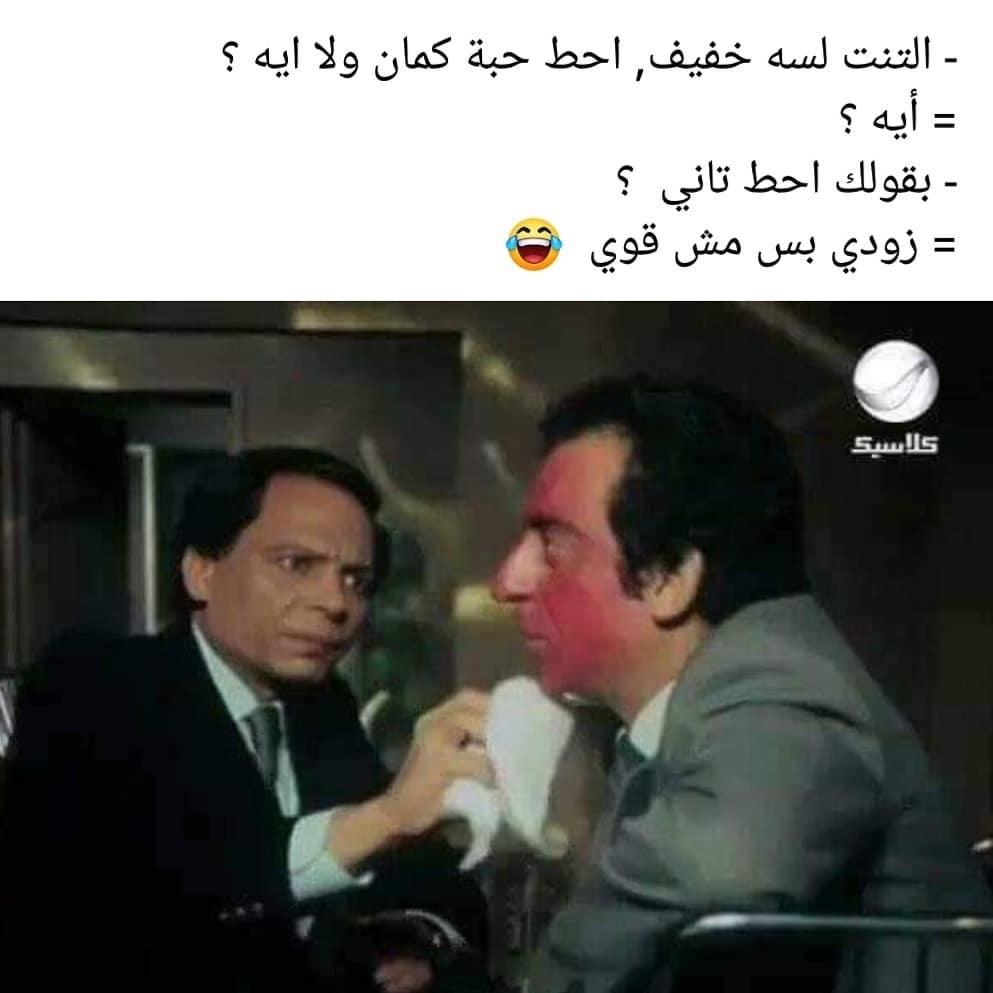 - التنت لسه خفيف, احط حبة كمان ولا ايه ؟
= أيه ؟
- بقولك احط تاني ؟
= زودي بس مش قوي 😂
كلاسيك